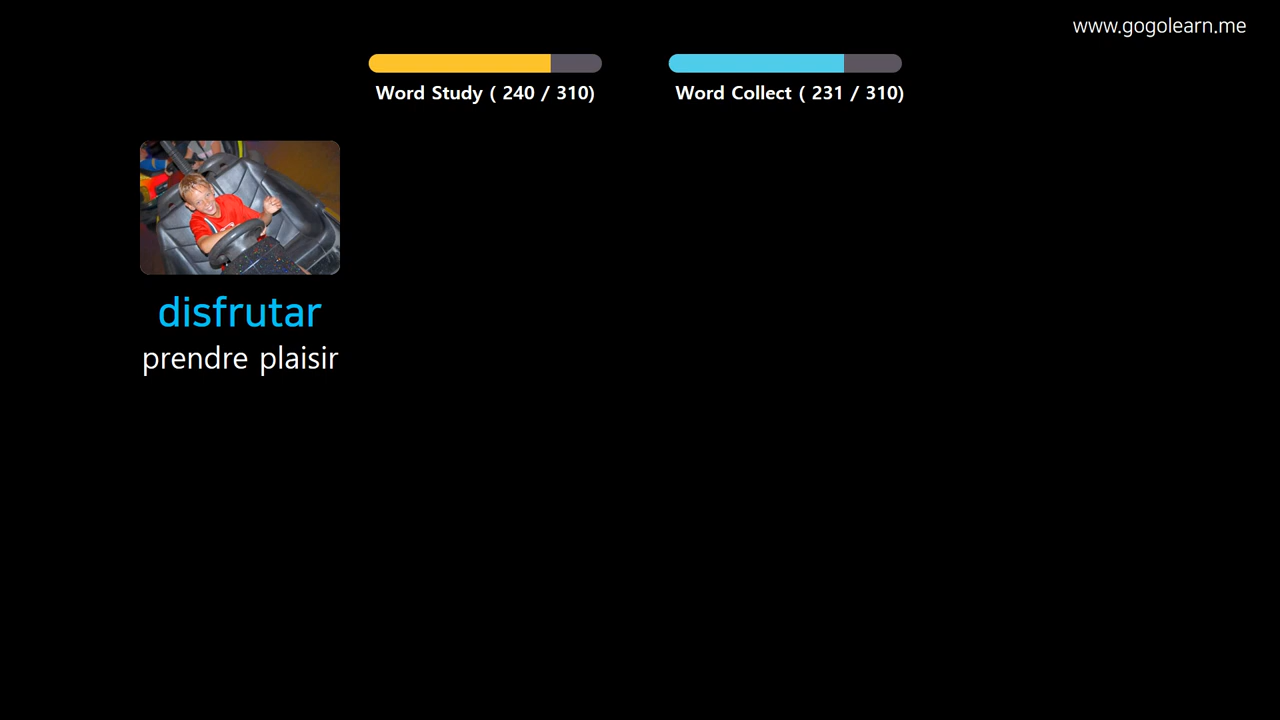 www.gogolearn.me
Word Study ( 240 / 310)
Word Collect ( 231 / 310)
disfrutar
prendre plaisir